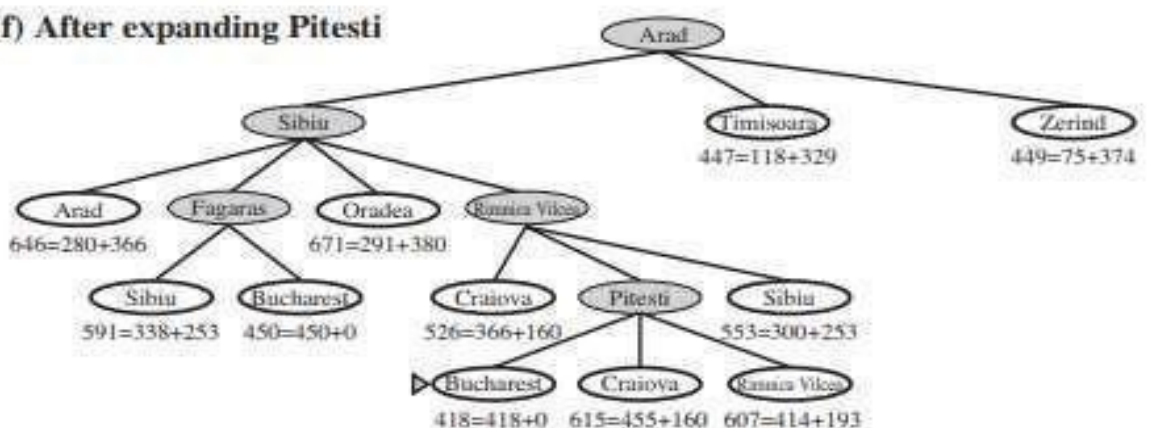 f) After expanding Pitesti
Arad
Sibiu
Timisoara
Zerind
447=118+329
449=75+374
Arad
Fagaras
Oradea
Rimnicu Vilcea
646=280+366
671=291+380
Sibiu
Bucharest
Craiova
Pitesti
Sibiu
591=338+253
450=450+0
526=366+160
553=300+253
Bucharest
Craiova
Rimnicu Vilcea
418=418+0
615=455+160
607=414+193